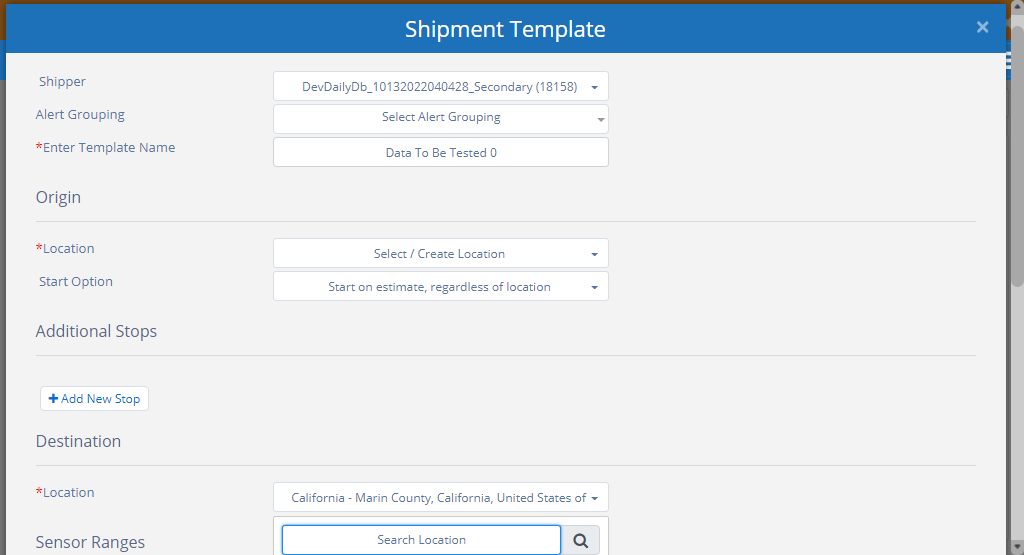 Shipment Template
×
Shipper
DevDailyDb_10132022040428_Secondary (18158)
Alert Grouping
Select Alert Grouping
*Enter Template Name
Data To Be Tested 0
Origin
*Location
Select / Create Location
Start Option
Start on estimate, regardless of location
Additional Stops
+ Add New Stop
Destination
*Location
California - Marin County, California, United States of
Sensor Ranges
Search Location